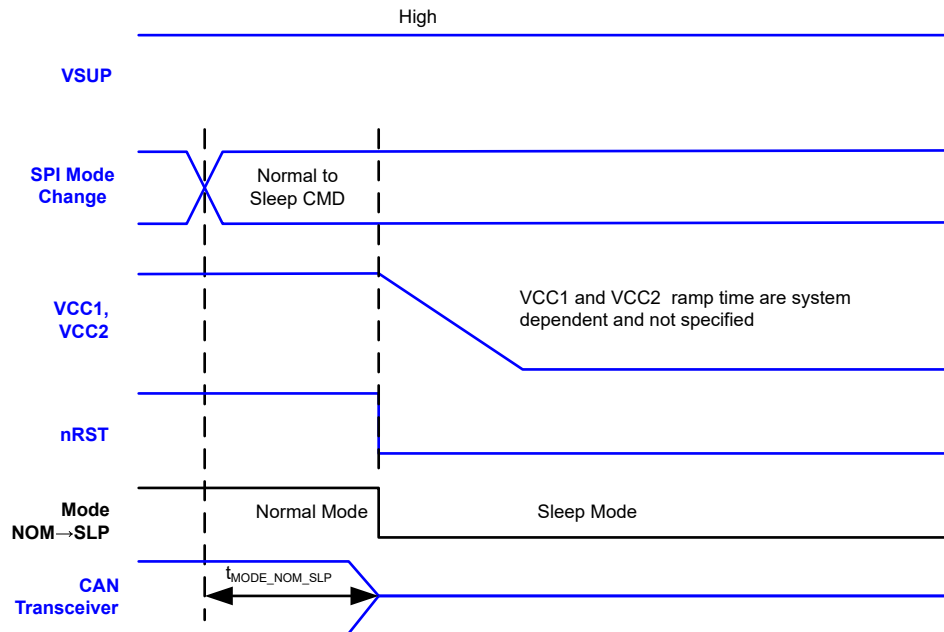 High
VSUP
SPI Mode
Change
Normal to
Sleep CMD
VCC1,
VCC2
VCC1 and VCC2  ramp time are system
dependent and not specified
nRST
Mode
NOM→SLP
Normal Mode
Sleep Mode
CAN
Transceiver
tMODE_NOM_SLP